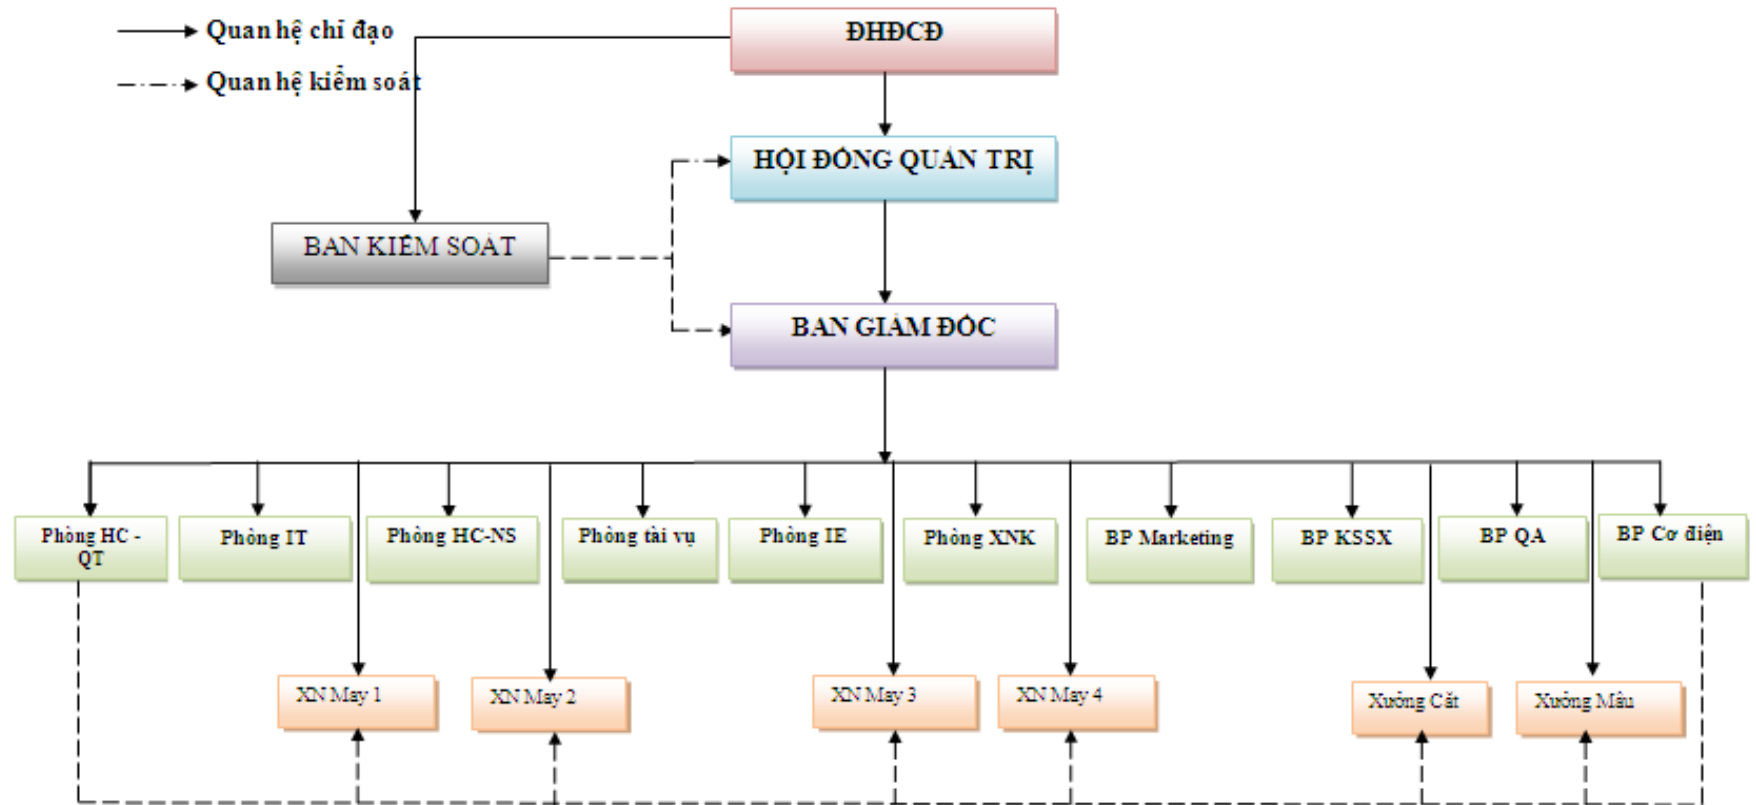 Quan hệ chỉ đạo
ĐHĐCĐ
Quan hệ kiểm soát
HỘI ĐỒNG QUẢN TRỊ
BAN KIỂM SOÁT
BAN GIÁM ĐỐC
Phòng HC -
QT
Phòng IT
Phòng HC-NS
Phòng tài vụ
Phòng IE
Phòng XNK
BP Marketing
BP KSSX
BP QA
BP Cơ điện
XN May 1
XN May 2
XN May 3
XN May 4
Xưởng Cắt
Xưởng Mẫu